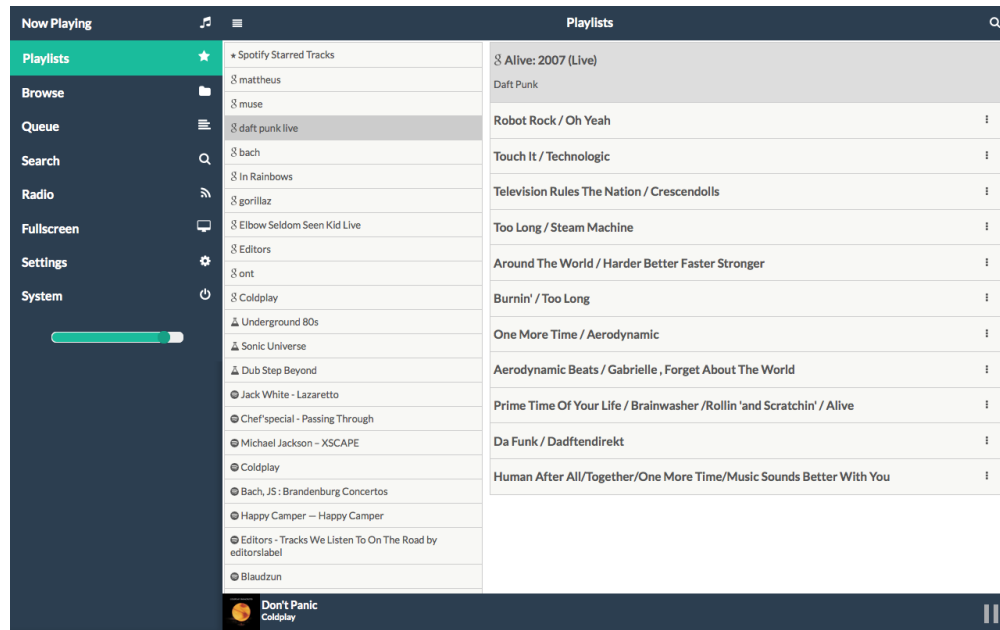 Now Playing
Playlists
Playlists
Browse
Queue
Search
Radio
Fullscreen
Settings
System
Spotify Starred Tracks
mattheus
muse
daft punk live
bach
In Rainbows
gorillaz
Elbow Seldom Seen Kid Live
Editors
ont
Coldplay
Underground 80s
Sonic Universe
Dub Step Beyond
Jack White - Lazaretto
Chef'special - Passing Through
Michael Jackson – XSCAPE
Coldplay
Bach, JS : Brandenburg Concertos
Happy Camper — Happy Camper
Editors - Tracks We Listen To On The Road by
editorslabel
Blaudzun
Alive: 2007 (Live)
Daft Punk
Robot Rock / Oh Yeah
Touch It / Technologic
Television Rules The Nation / Crescendolls
Too Long / Steam Machine
Around The World / Harder Better Faster Stronger
Burnin' / Too Long
One More Time / Aerodynamic
Aerodynamic Beats / Gabrielle , Forget About The World
Prime Time Of Your Life / Brainwasher /Rollin 'and Scratchin' / Alive
Da Funk / Dadftendirekt
Human After All/Together/One More Time/Music Sounds Better With You
Don't Panic
Coldplay